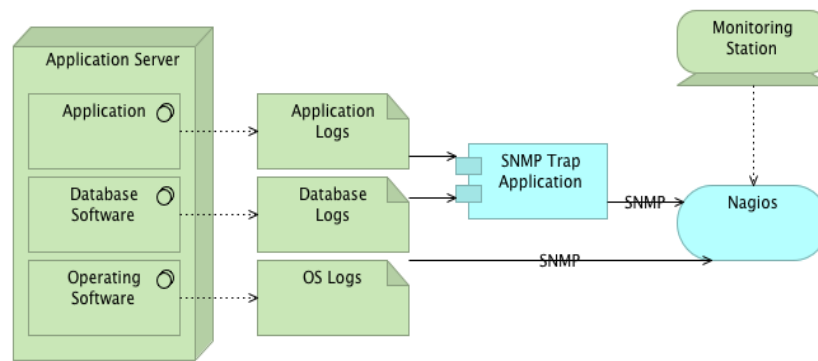 Application Server
Application
Database
Software
Operating
Software
Application
Logs
Database
Logs
OS Logs
SNMP Trap
Application
SNMP
SNMP
Monitoring
Station
Nagios